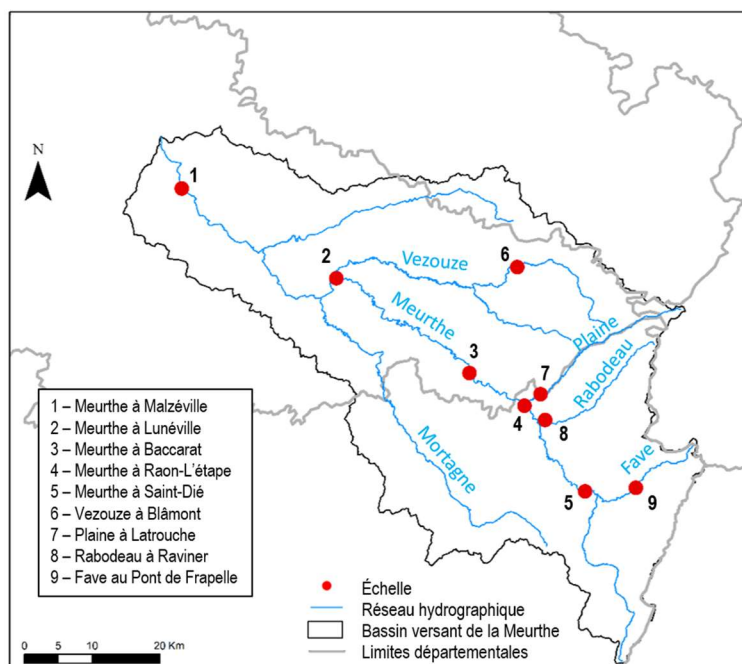 N
1
2
Vezouze
6
Meurthe
Plaine
3
Rabodeau
7
4
8
Mortagne
Fave
5
9
1 – Meurthe à Malzéville
2 – Meurthe à Lunéville
3 – Meurthe à Baccarat
4 – Meurthe à Raon-L'étape
5 – Meurthe à Saint-Dié
6 – Vezouze à Blâmont
7 – Plaine à Latrouche
8 – Rabodeau à Raviner
9 – Fave au Pont de Frapelle
Échelle
Réseau hydrographique
Bassin versant de la Meurthe
Limites départementales
0 5 10 20 Km